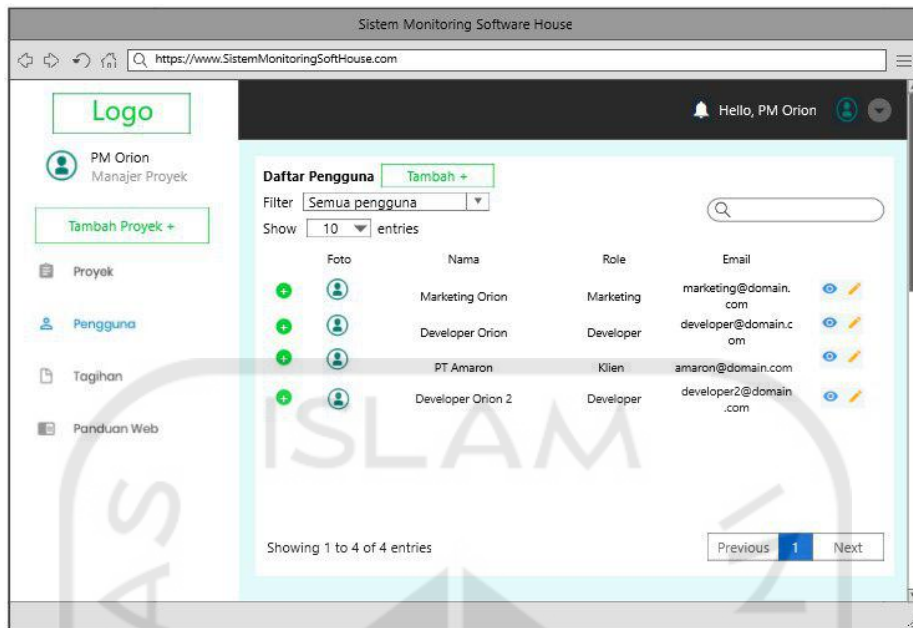 Sistem Monitoring Software House
https://www.SistemMonitoringSoftHouse.com
Logo
Hello, PM Orion
PM Orion
Manajer Proyek
Tambah Proyek +
Proyek
Pengguna
Tagihan
Panduan Web
Daftar Pengguna Tambah +
Filter Semua pengguna
Show 10 entries
Foto Nama Role Email
Marketing Orion Marketing marketing@domain.
com
Developer Orion Developer developer@domain.c
om
PT Amaron Klien amaron@domain.com
Developer Orion 2 Developer developer2@domain
.com
Showing 1 to 4 of 4 entries
Previous 1 Next
ISLAM
AS